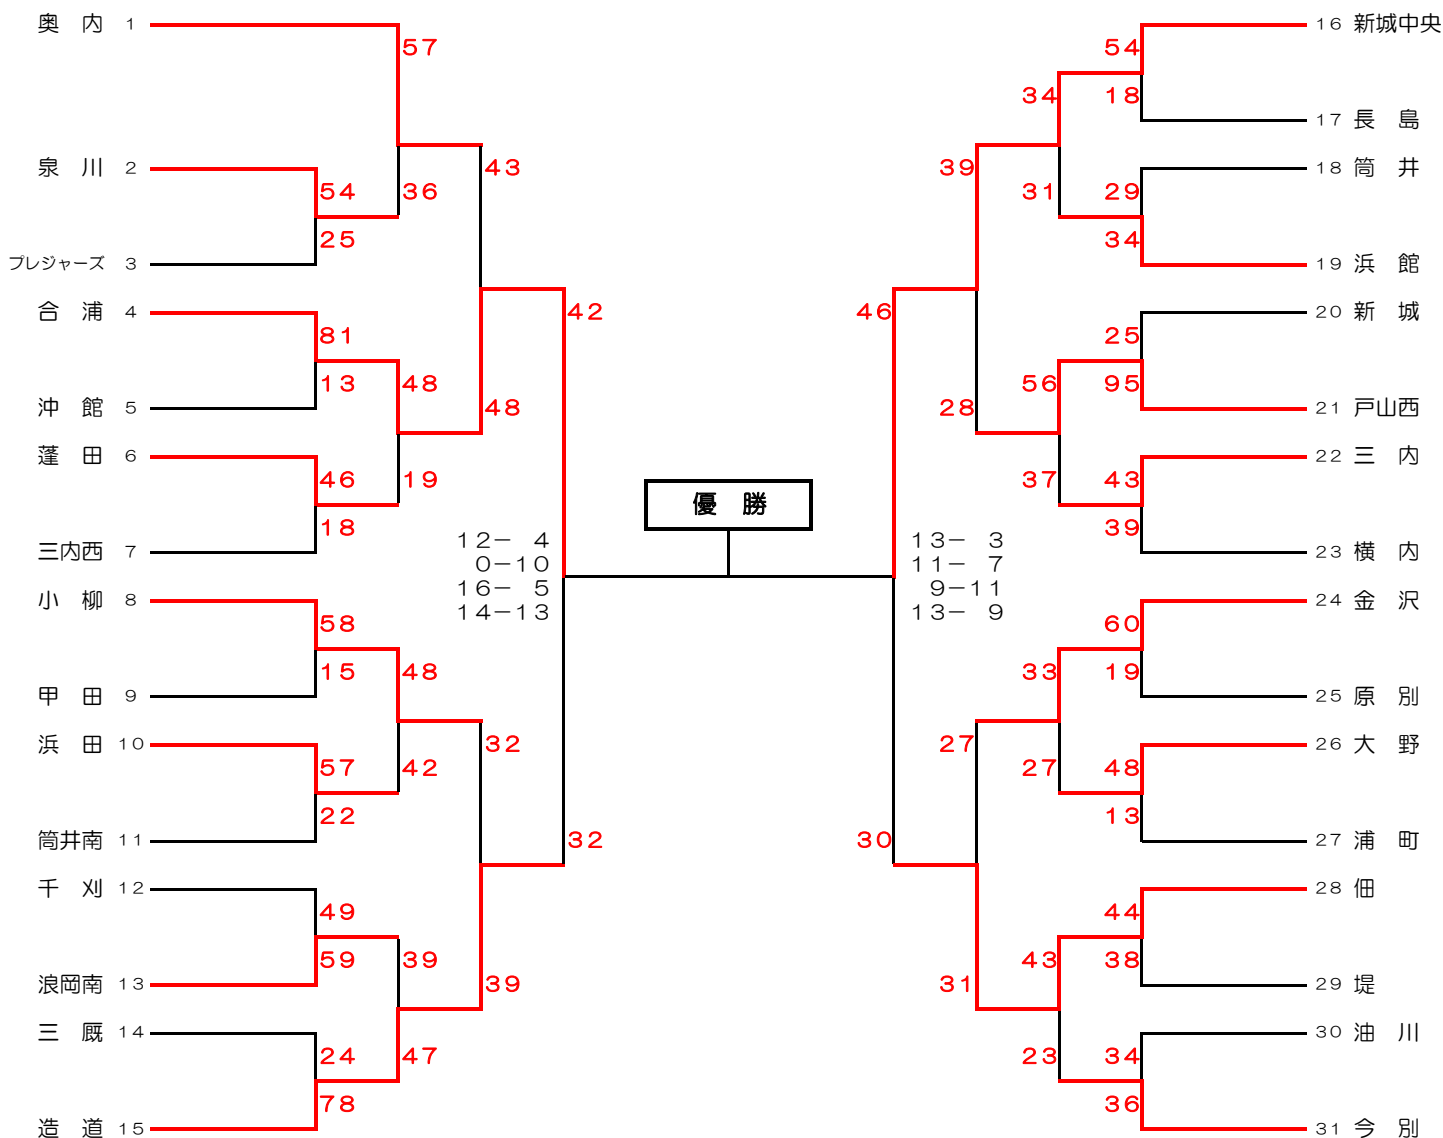 奥 内 1
57
泉 川 2
54
36
25
プレジャーズ 3
43
合 浦 4
81
13
48
沖 館 5
48
蓬 田 6
46
19
18
三内西 7
42
12－ 4
0－10
16－ 5
14－13
小 柳 8
58
15
48
甲 田 9
浜 田 10
32
57
42
22
筒井南 11
32
千 刈 12
49
59
39
浪岡南 13
39
三 厩 14
24
47
78
造 道 15
優 勝
16 新城中央
54
34
18
17 長 島
18 筒 井
39
31
29
34
19 浜 館
46
20 新 城
25
56
95
28
21 戸山西
22 三 内
37
43
39
23 横 内
13－ 3
11－ 7
9－11
13－ 9
24 金 沢
60
33
19
25 原 別
27
26 大 野
27
48
13
30
27 浦 町
28 佃
44
43
38
31
29 堤
30 油 川
23
34
36
31 今 別